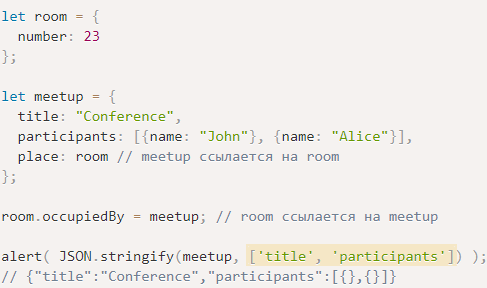 let room = {
  number: 23
};

let meetup = {
  title: "Conference",
  participants: [{name: "John"}, {name: "Alice"}],
  place: room // meetup ссылается на room
};

room.occupiedBy = meetup; // room ссылается на meetup

alert( JSON.stringify(meetup, ['title', 'participants']) );
// {"title":"Conference","participants":[{},{}]}